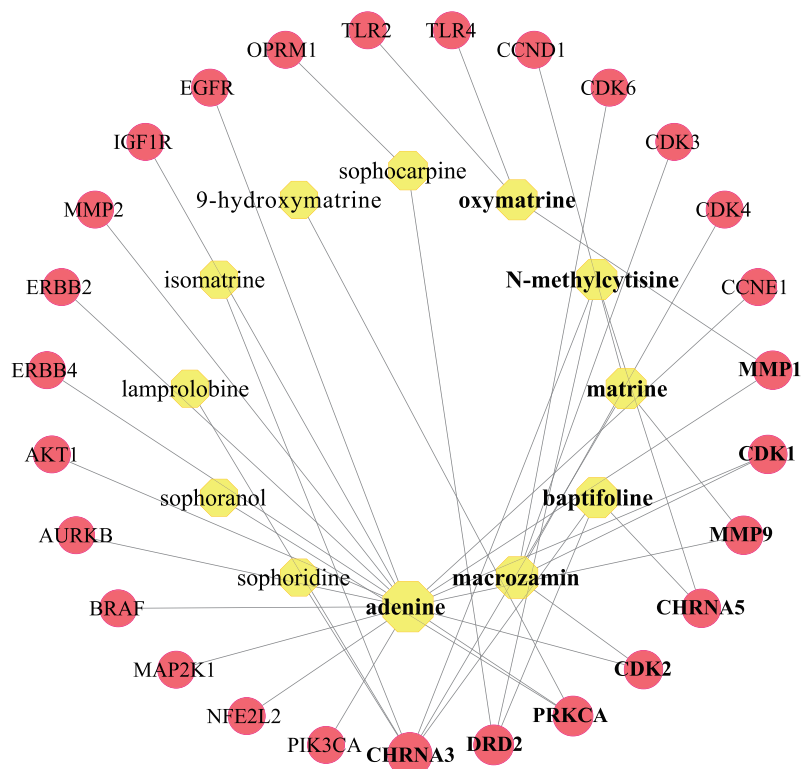 TLR2
TLR4
OPRM1
CCND1
EGFR
CDK6
IGF1R
CDK3
sophocarpine
9-hydroxymatrine
oxymatrine
MMP2
CDK4
isomatrine
N-methylcytisine
ERBB2
CCNE1
ERBB4
MMP1
lamprolobine
matrine
AKT1
CDK1
sophoranol
baptifoline
AURKB
MMP9
sophoridine
macrozamin
BRAF
adenine
CHRNA5
MAP2K1
CDK2
NFE2L2
PRKCA
PIK3CA
CHRNA3
DRD2